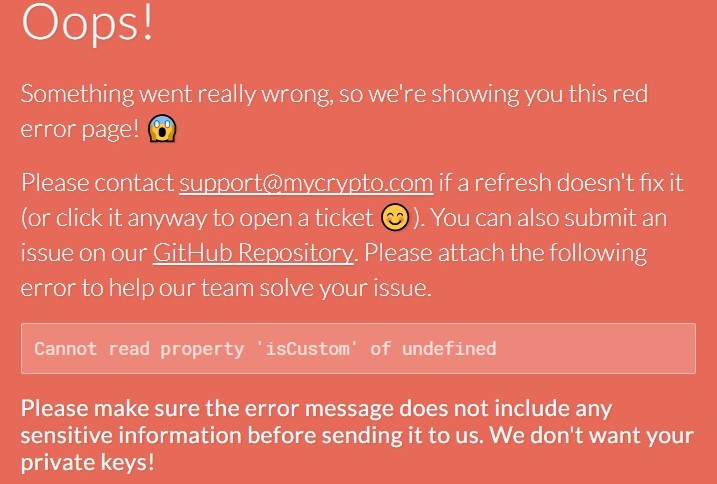 Oops!
Something went really wrong, so we're showing you this red
error page! 😱
Please contact support@mycrypto.com if a refresh doesn't fix it
(or click it anyway to open a ticket 😊). You can also submit an
issue on our GitHub Repository. Please attach the following
error to help our team solve your issue.
Cannot read property 'isCustom' of undefined
Please make sure the error message does not include any
sensitive information before sending it to us. We don't want your
private keys!